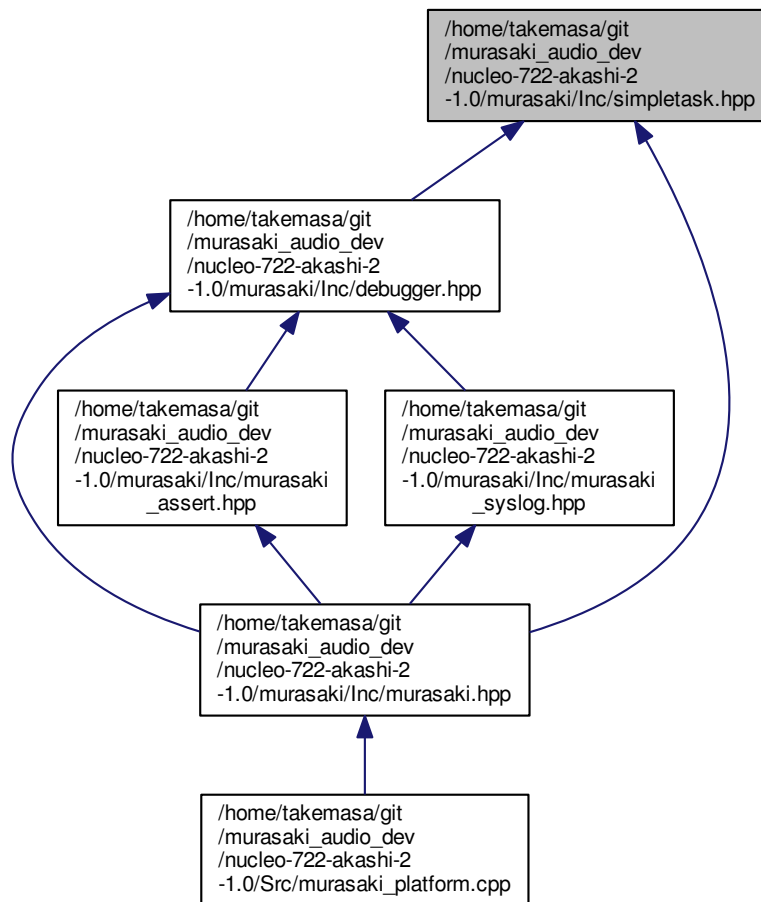 /home/takemasa/git
/murasaki_audio_dev
/nucleo-722-akashi-2
-1.0/murasaki/Inc/simpletask.hpp
/home/takemasa/git
/murasaki_audio_dev
/nucleo-722-akashi-2
-1.0/murasaki/Inc/debugger.hpp
/home/takemasa/git
/murasaki_audio_dev
/nucleo-722-akashi-2
-1.0/murasaki/Inc/murasaki
_assert.hpp
/home/takemasa/git
/murasaki_audio_dev
/nucleo-722-akashi-2
-1.0/murasaki/Inc/murasaki
_syslog.hpp
/home/takemasa/git
/murasaki_audio_dev
/nucleo-722-akashi-2
-1.0/murasaki/Inc/murasaki.hpp
/home/takemasa/git
/murasaki_audio_dev
/nucleo-722-akashi-2
-1.0/Src/murasaki_platform.cpp